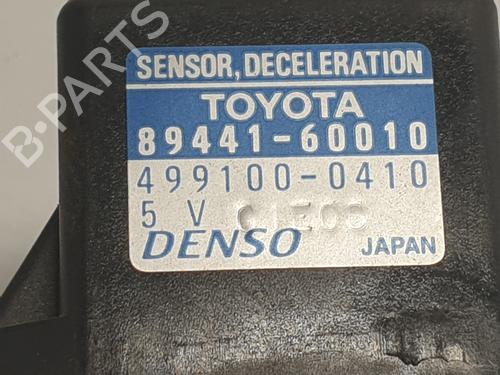 SENSOR, DECELERATION
TOYOTA
89441-60010
499100-0410
5 V
DENSO JAPAN
B-PARTS